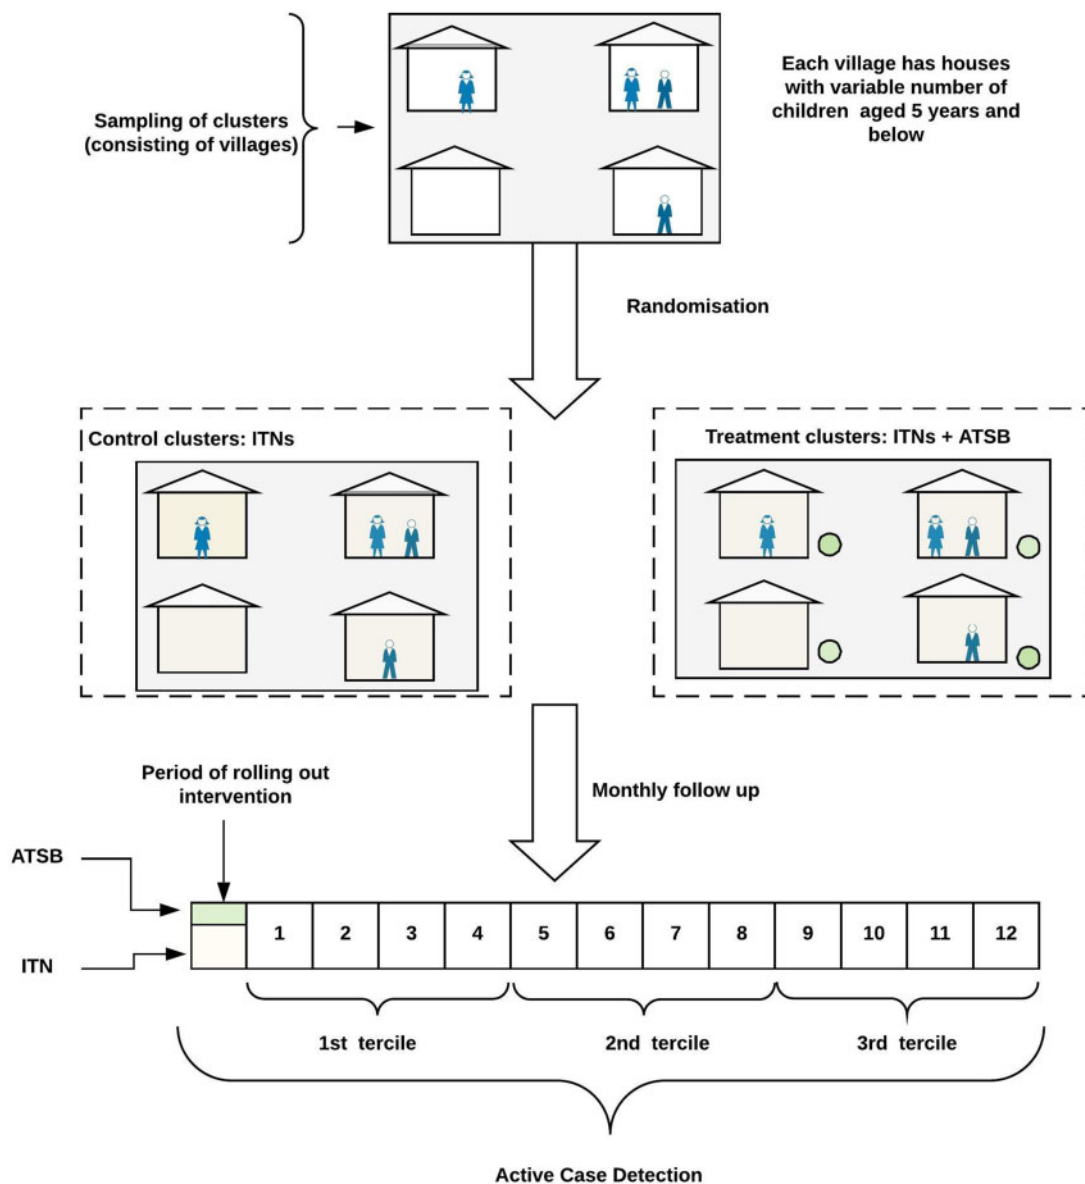 Sampling of clusters
(consisting of villages)
Each village has houses
with variable number of
children aged 5 years and
below
Randomisation
Control clusters: ITNs
Treatment clusters: ITNs + ATSB
Period of rolling out
intervention
Monthly follow up
ATSB
ITN
1 2 3 4 5 6 7 8 9 10 11 12
1st tercile 2nd tercile 3rd tercile
Active Case Detection